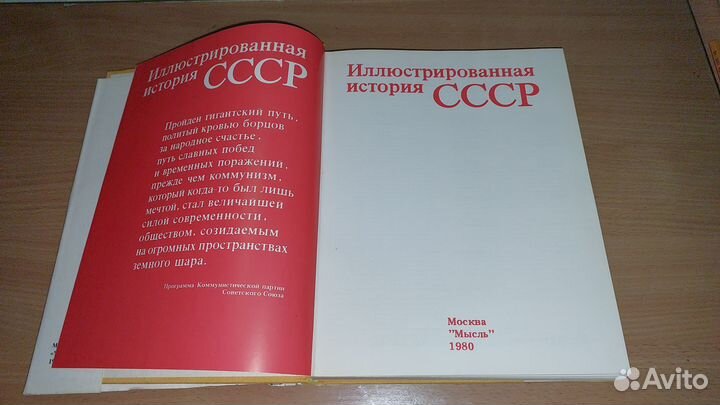 Иллюстрированная
история СССР
Пройден гигантский путь,
политый кровью борцов
за народное счастье,
путь славных побед
и временных поражений,
прежде чем коммунизм,
который когда-то был лишь
мечтой, стал величайшей
силой современности,
обществом, созидаемым
на огромных пространствах
земного шара.
Программа Коммунистической партии
Советского Союза
Иллюстрированная
история СССР
Москва
"Мысль"
1980
Avito